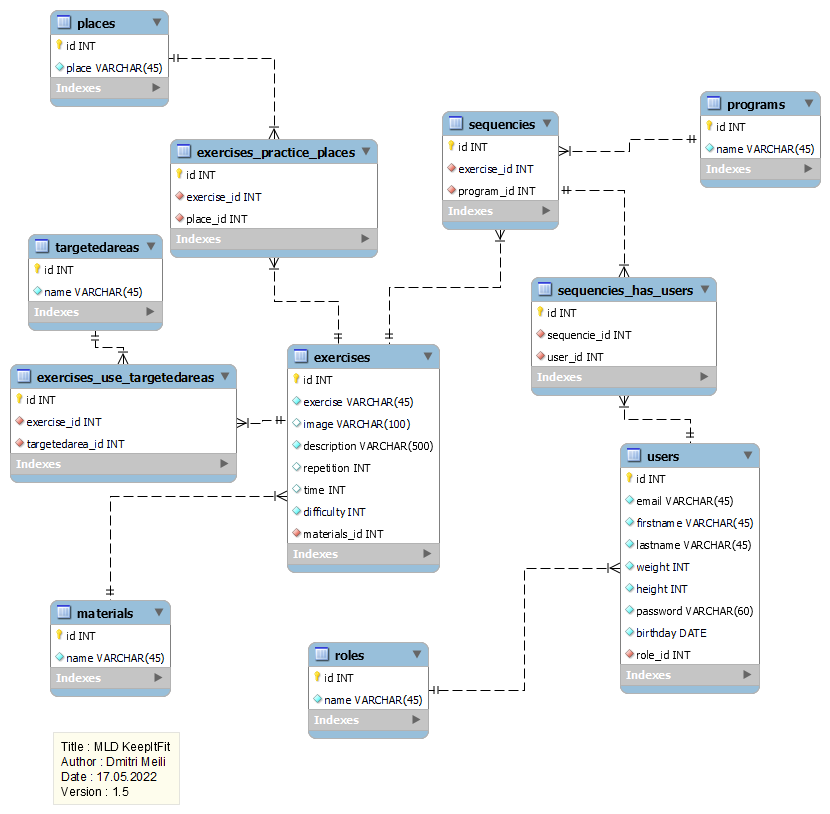 places
id INT
place VARCHAR(45)
Indexes
exercises_practice_places
id INT
exercise_id INT
place_id INT
Indexes
sequencies
id INT
exercise_id INT
program_id INT
Indexes
programs
id INT
name VARCHAR(45)
Indexes
targetedareas
id INT
name VARCHAR(45)
Indexes
sequencies_has_users
id INT
sequencie_id INT
user_id INT
Indexes
exercises_use_targetedareas
id INT
exercise_id INT
targetedarea_id INT
Indexes
exercises
id INT
exercise VARCHAR(45)
image VARCHAR(100)
description VARCHAR(500)
repetition INT
time INT
difficulty INT
materials_id INT
Indexes
users
id INT
email VARCHAR(45)
firstname VARCHAR(45)
lastname VARCHAR(45)
weight INT
height INT
password VARCHAR(60)
birthday DATE
role_id INT
Indexes
materials
id INT
name VARCHAR(45)
Indexes
roles
id INT
name VARCHAR(45)
Indexes
Title : MLD KeepItFit
Author : Dmitri Meili
Date : 17.05.2022
Version : 1.5